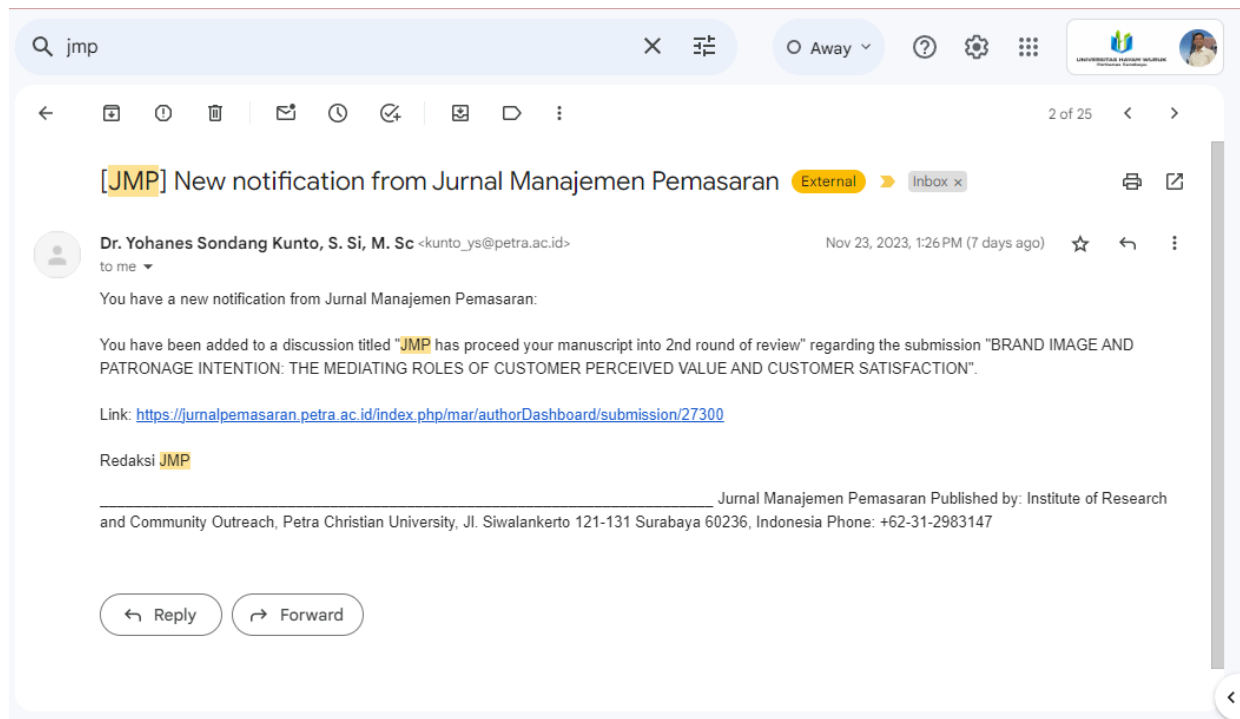 jmp
Away
UNIVERSITAS HAYAM WURUK
2 of 25
[JMP] New notification from Jurnal Manajemen Pemasaran External Inbox x
Dr. Yohanes Sondang Kunto, S. Si, M. Sc <kunto_ys@petra.ac.id> Nov 23, 2023, 1:26 PM (7 days ago)
to me
You have a new notification from Jurnal Manajemen Pemasaran:
You have been added to a discussion titled "JMP has proceed your manuscript into 2nd round of review" regarding the submission "BRAND IMAGE AND
PATRONAGE INTENTION: THE MEDIATING ROLES OF CUSTOMER PERCEIVED VALUE AND CUSTOMER SATISFACTION".
Link: https://jurnalpemasaran.petra.ac.id/index.php/mar/authorDashboard/submission/27300
Redaksi JMP
________________________________________________________________________ Jurnal Manajemen Pemasaran Published by: Institute of Research
and Community Outreach, Petra Christian University, Jl. Siwalankerto 121-131 Surabaya 60236, Indonesia Phone: +62-31-2983147
Reply Forward